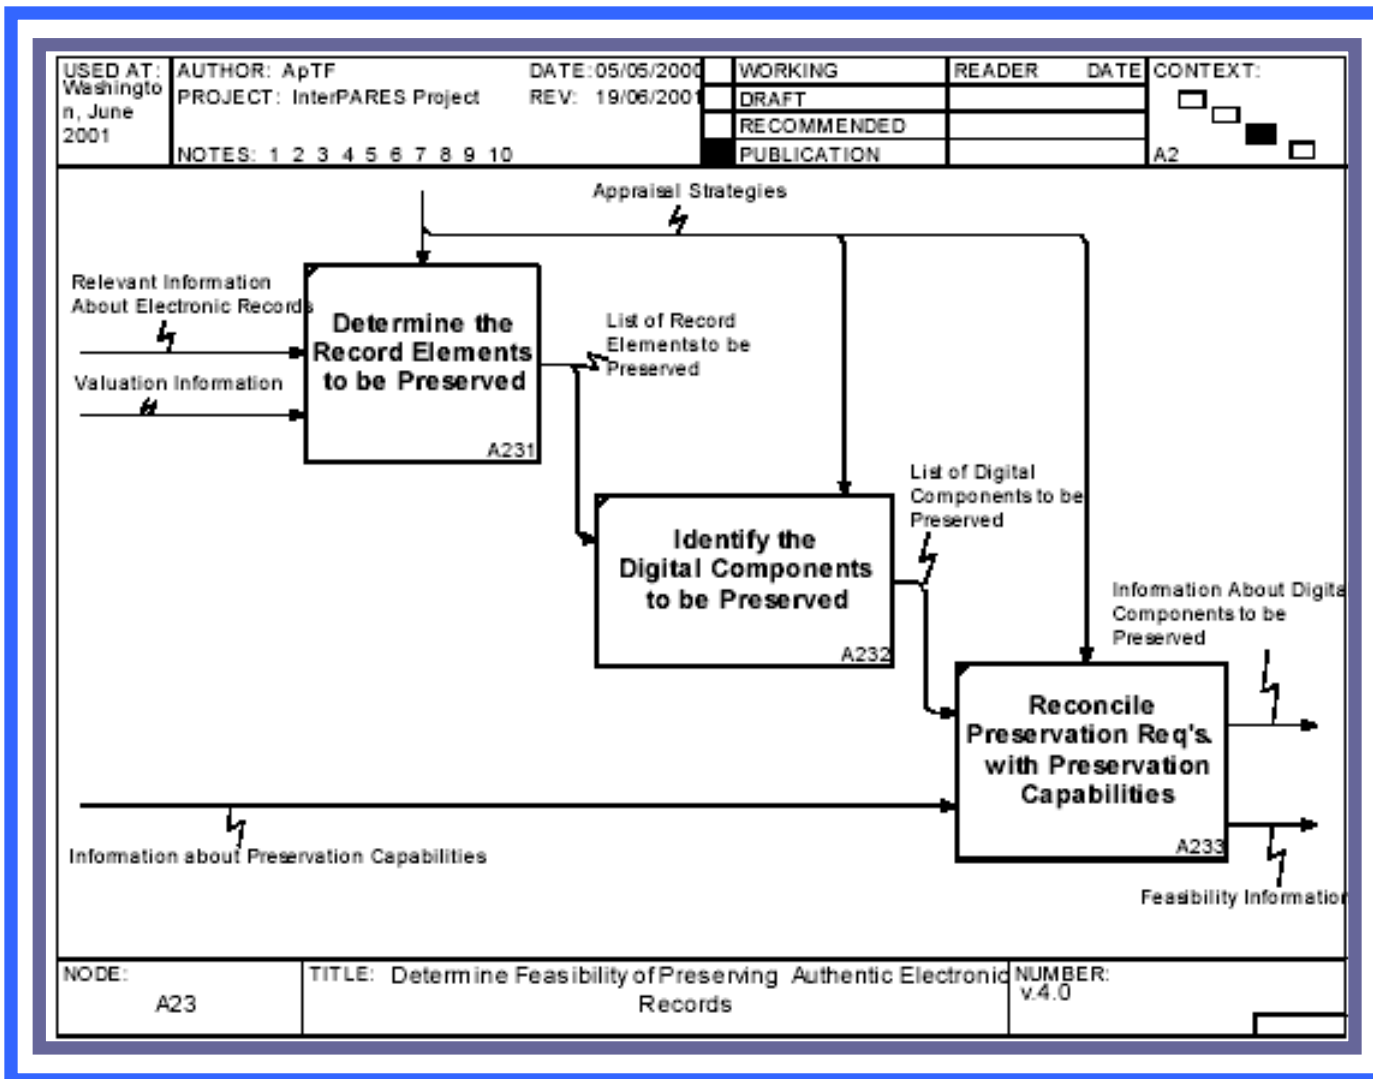 USED AT:
Washingto
n, June
2001
AUTHOR: ApTF
DATE: 05/05/2000
PROJECT: InterPARES Project
REV: 19/06/2001
NOTES: 1 2 3 4 5 6 7 8 9 10
WORKING
DRAFT
RECOMMENDED
PUBLICATION
READER DATE
CONTEXT:
A2
Appraisal Strategies
Relevant Information
About Electronic Records
Valuation Information
Determine the
Record Elements
to be Preserved
A231
List of Record
Elements to be
Preserved
Identify the
Digital Components
to be Preserved
A232
List of Digital
Components to be
Preserved
Information About Digita
Components to be
Preserved
Reconcile
Preservation Req's.
with Preservation
Capabilities
A233
Information about Preservation Capabilities
Feasibility Information
NODE:
A23
TITLE: Determine Feasibility of Preserving Authentic Electronic
Records
NUMBER:
v.4.0